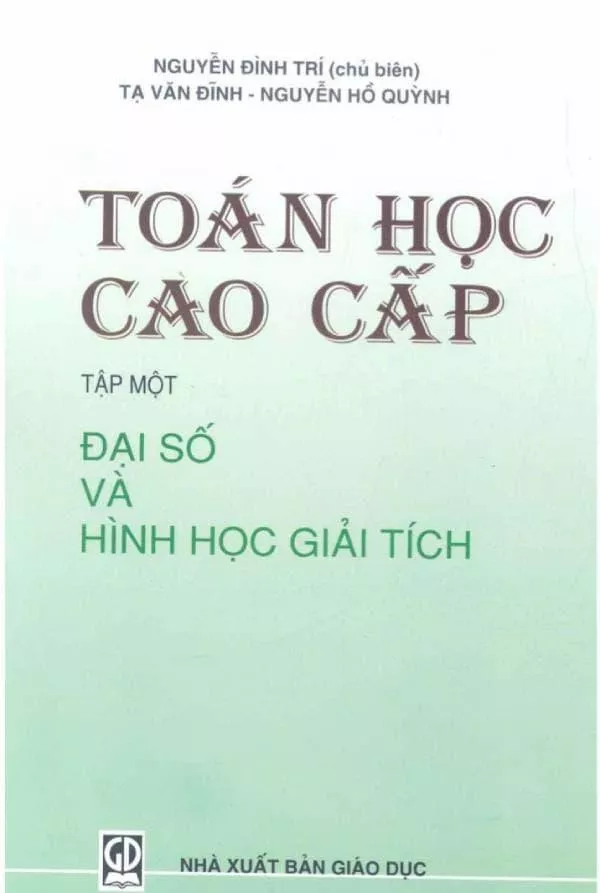 NGUYỄN ĐÌNH TRÍ (chủ biên)
TẠ VĂN ĐĨNH - NGUYỄN HỒ QUỲNH
TOÁN HỌC
CAO CẤP
TẬP MỘT
ĐẠI SỐ
VÀ
HÌNH HỌC GIẢI TÍCH
GD
NHÀ XUẤT BẢN GIÁO DỤC